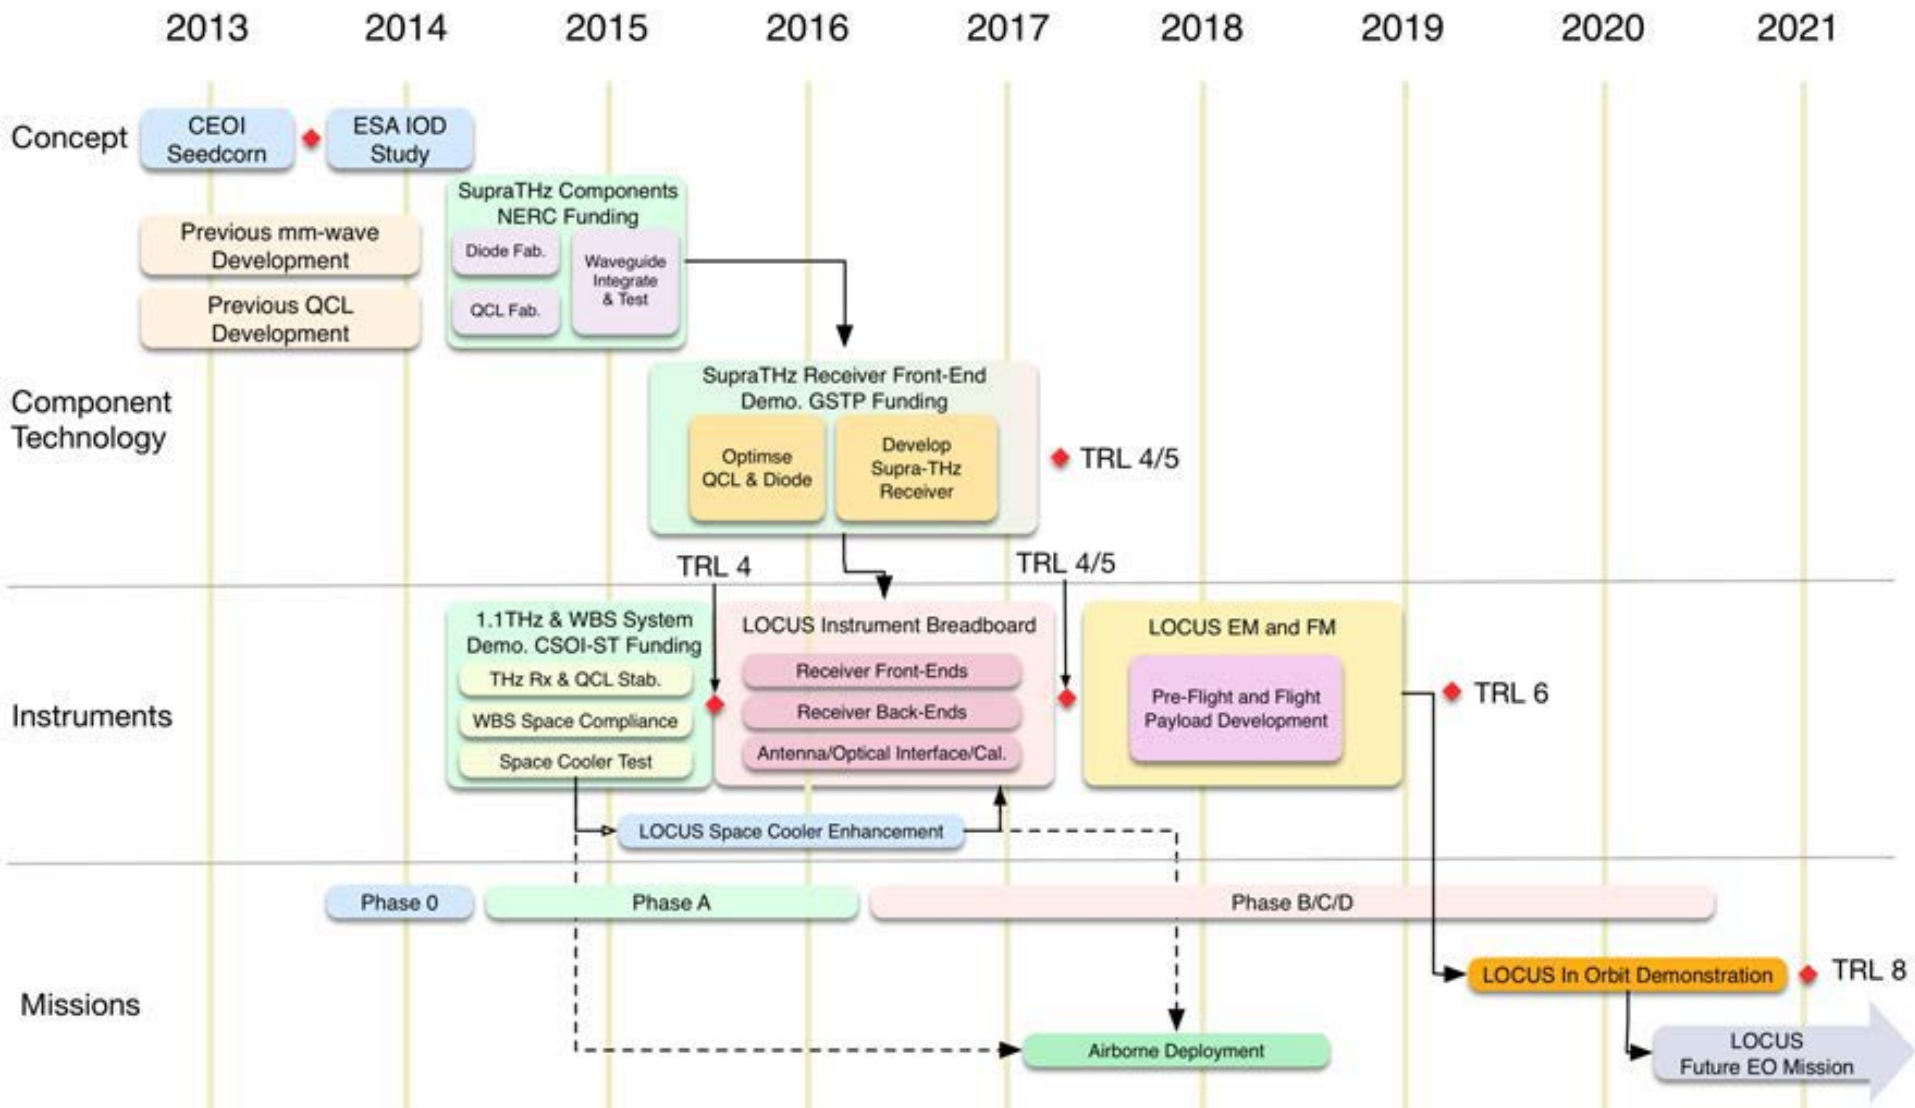 2013 2014 2015 2016 2017 2018 2019 2020 2021
Concept
CEOI
Seedcorn
ESA IOD
Study
SupraTHz Components
NERC Funding
Diode Fab.
QCL Fab.
Waveguide
Integrate
& Test
Previous mm-wave
Development
Previous QCL
Development
Component
Technology
SupraTHz Receiver Front-End
Demo. GSTP Funding
Optimse
QCL & Diode
Develop
Supra-THz
Receiver
TRL 4/5
TRL 4
TRL 4/5
Instruments
1.1THz & WBS System
Demo. CSOI-ST Funding
THz Rx & QCL Stab.
WBS Space Compliance
Space Cooler Test
LOCUS Instrument Breadboard
Receiver Front-Ends
Receiver Back-Ends
Antenna/Optical Interface/Cal.
LOCUS EM and FM
Pre-Flight and Flight
Payload Development
TRL 6
LOCUS Space Cooler Enhancement
Phase 0
Phase A
Phase B/C/D
Missions
LOCUS In Orbit Demonstration
TRL 8
Airborne Deployment
LOCUS
Future EO Mission